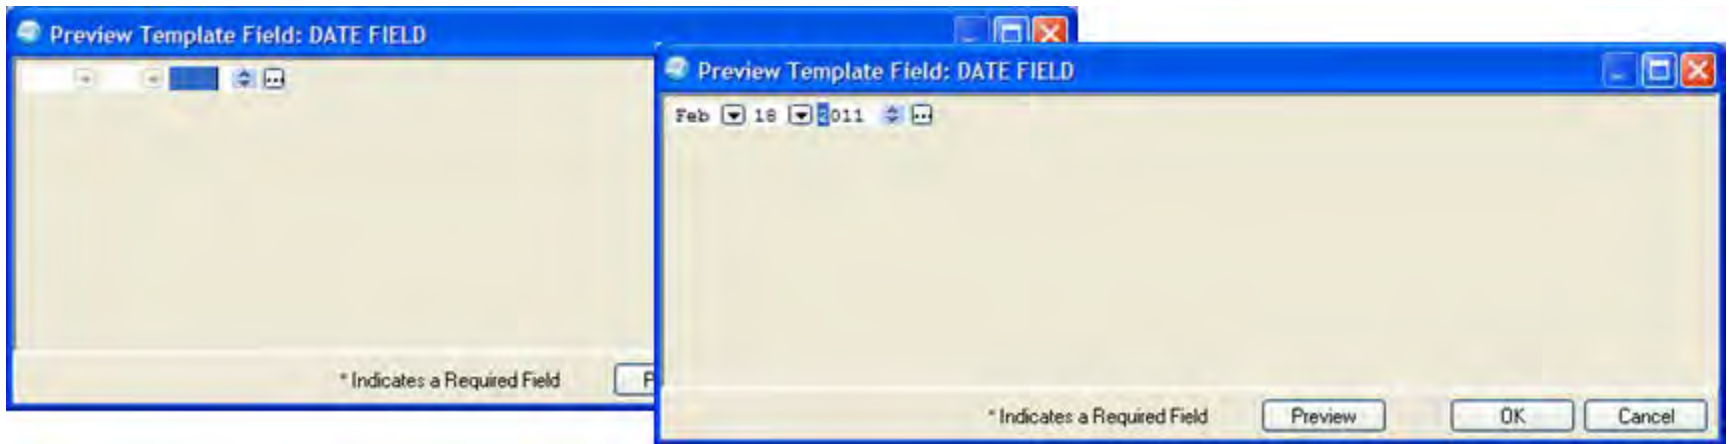 Preview Template Field: DATE FIELD
* Indicates a Required Field
P
Preview Template Field: DATE FIELD
Feb 18 2011
* Indicates a Required Field Preview OK Cancel